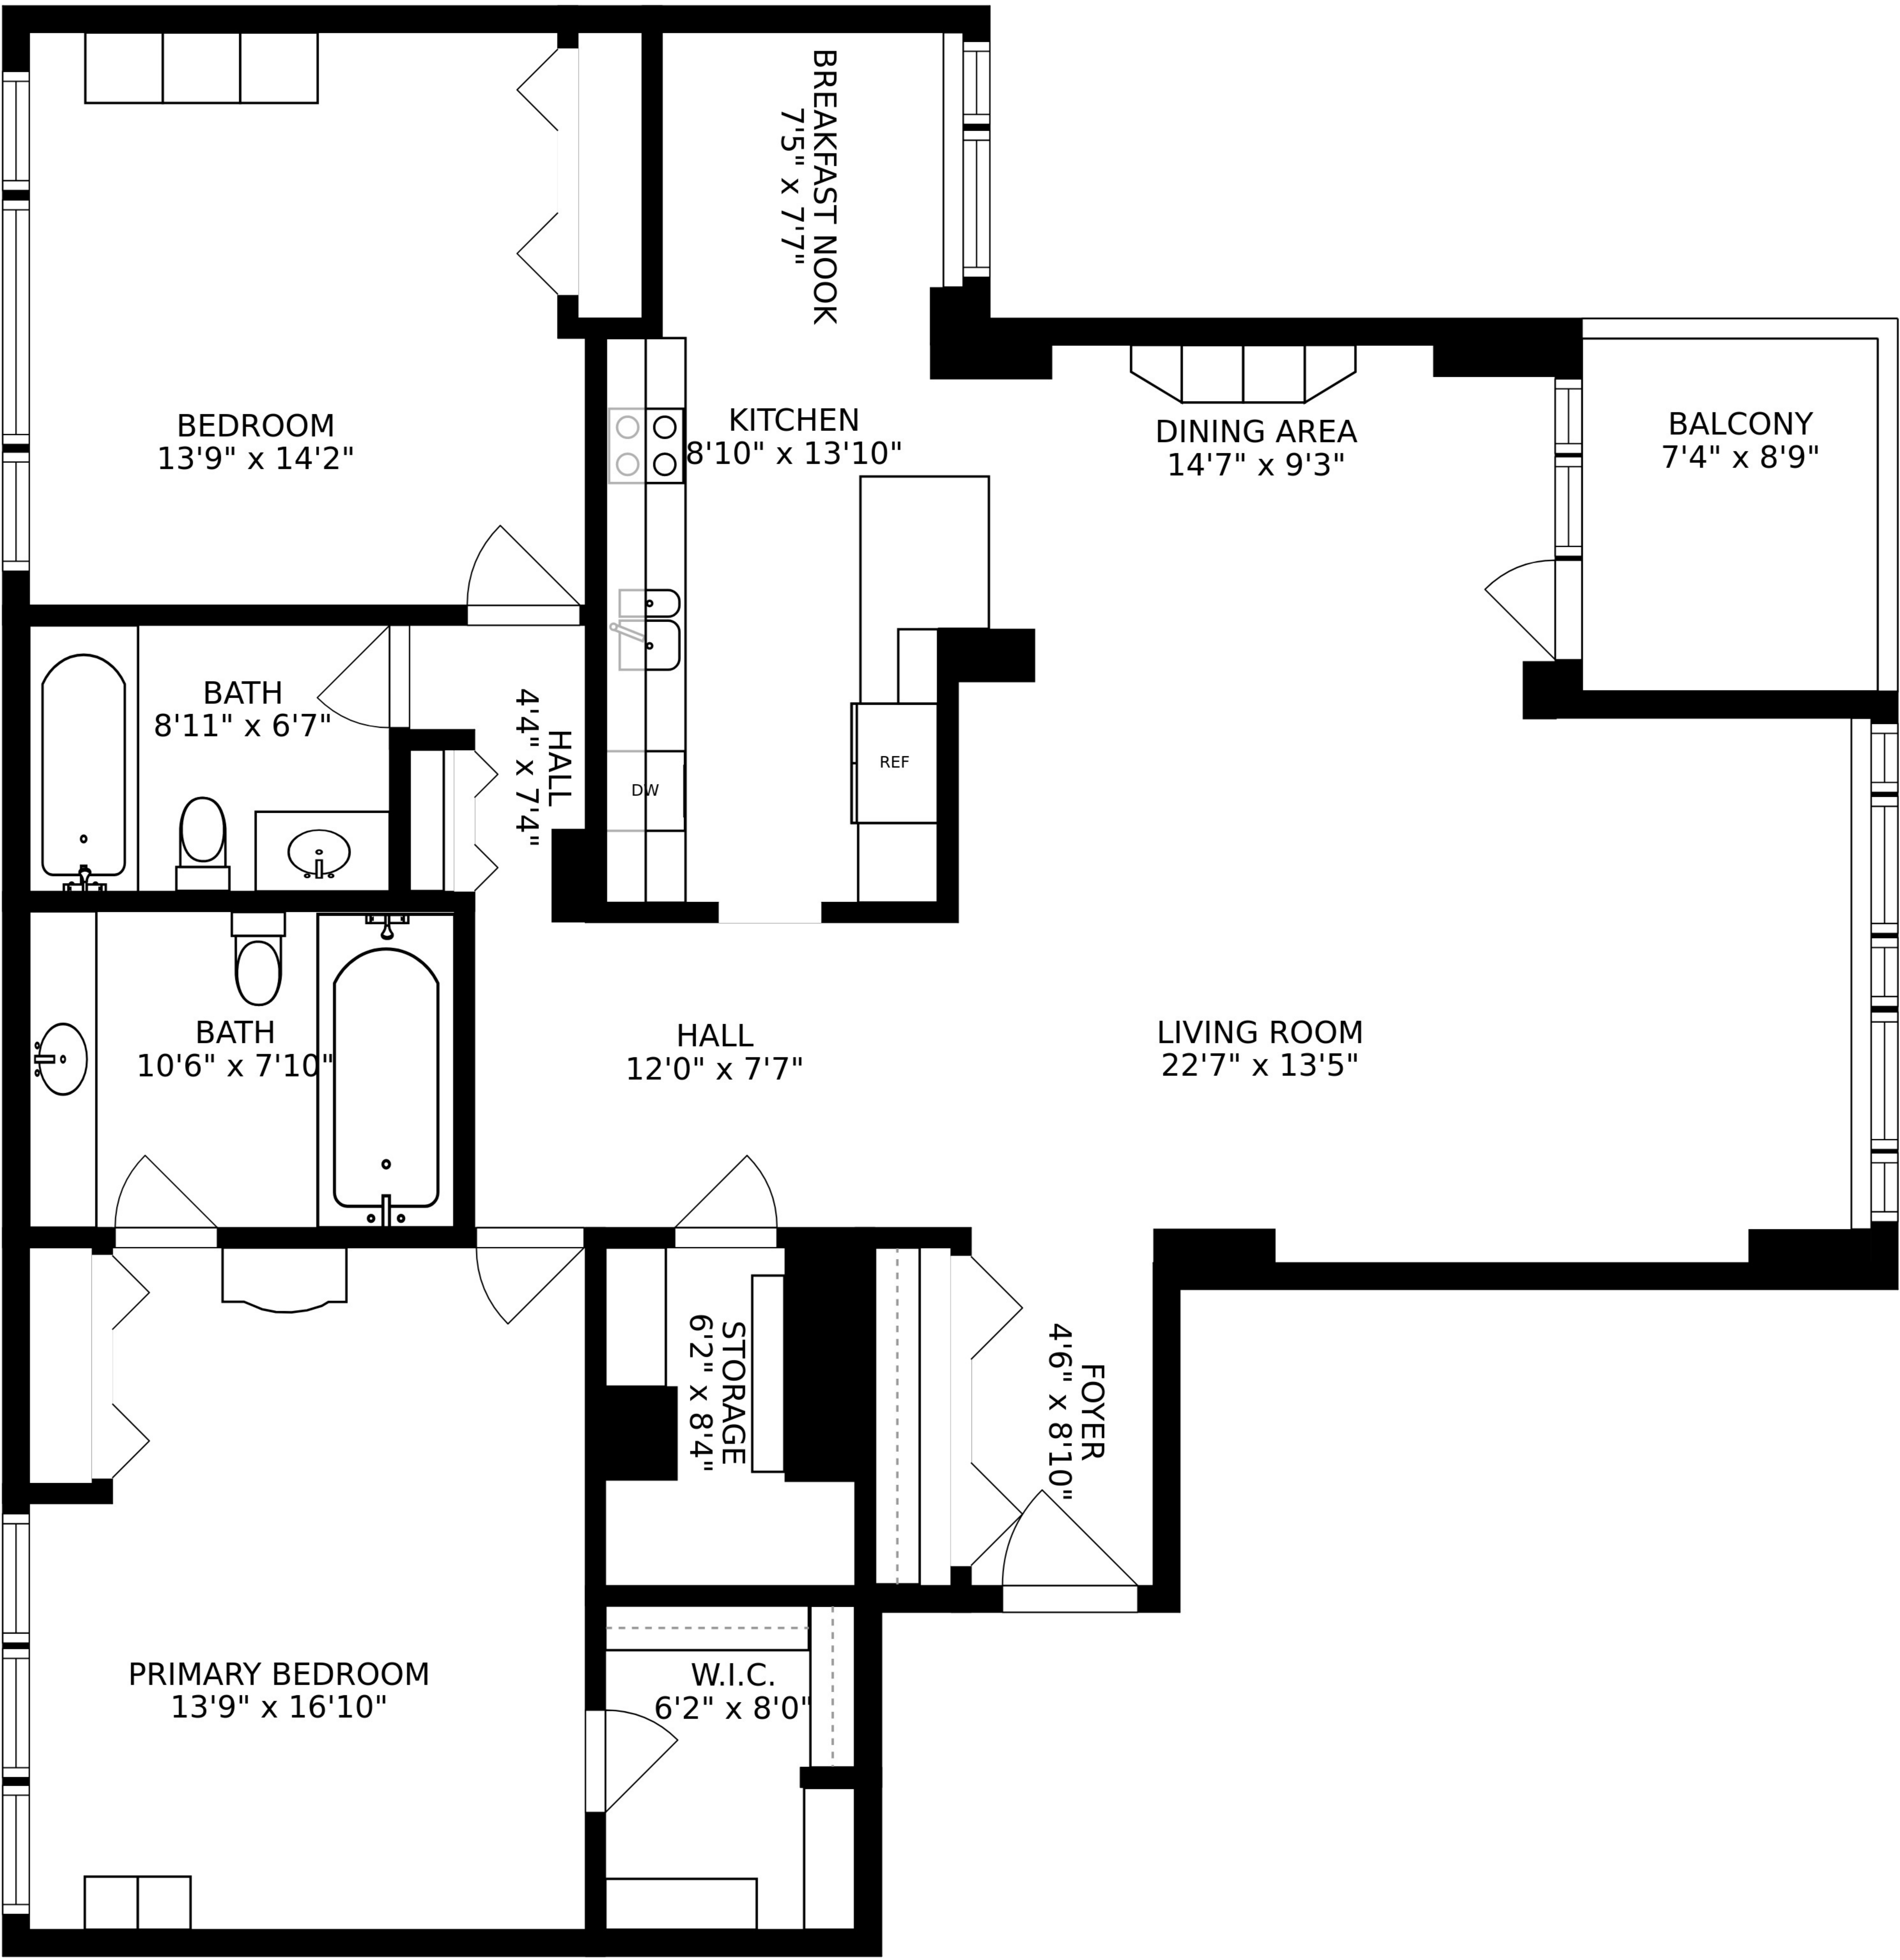 BREAKFAST NOOK
7'5" x 7'7"
BEDROOM
13'9" x 14'2"
KITCHEN
8'10" x 13'10"
DINING AREA
14'7" x 9'3"
BALCONY
7'4" x 8'9"
BATH
8'11" x 6'7"
HALL
4'4" x 7'4"
DW
REF
BATH
10'6" x 7'10"
HALL
12'0" x 7'7"
LIVING ROOM
22'7" x 13'5"
STORAGE
6'2" x 8'4"
FOYER
4'6" x 8'10"
PRIMARY BEDROOM
13'9" x 16'10"
W.I.C.
6'2" x 8'0"